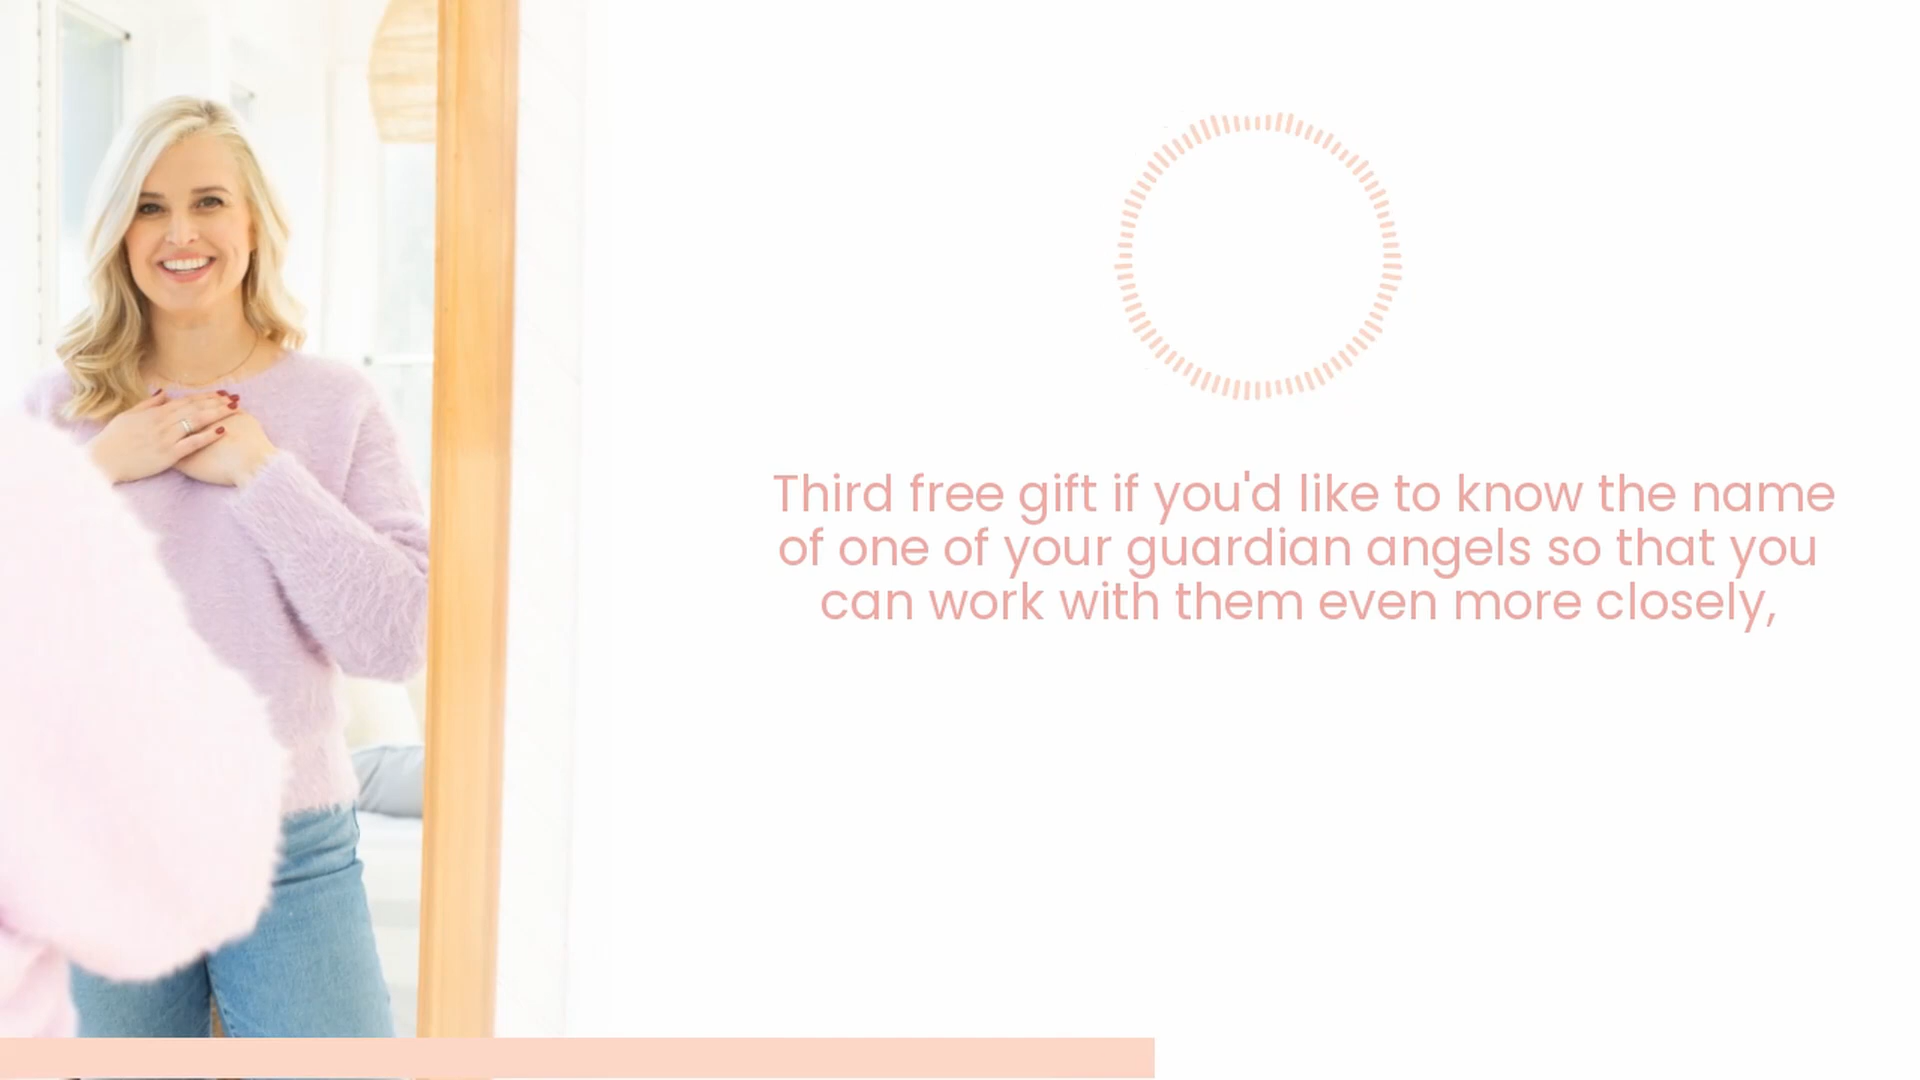 Third free gift if you'd like to know the name
of one of your guardian angels so that you
can work with them even more closely,